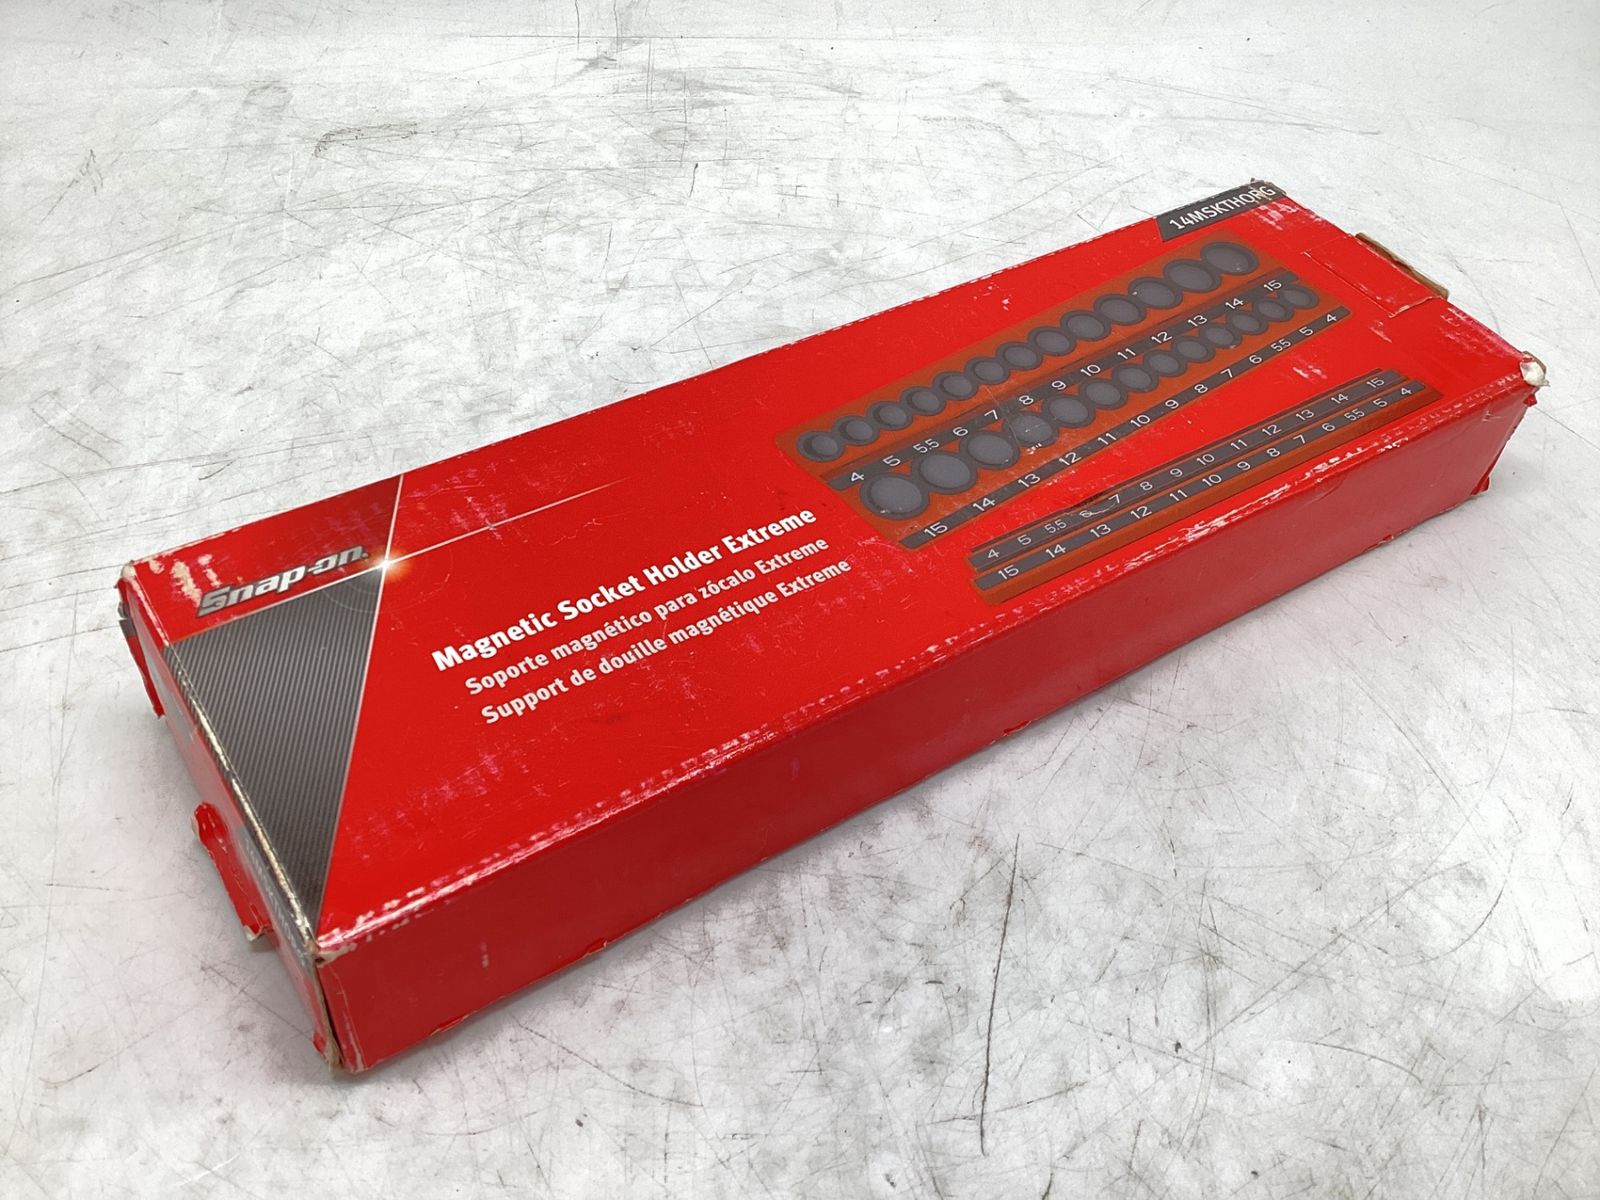 Snap-on
Magnetic Socket Holder Extreme
Soporte magnético para zócalo Extreme
Support de douille magnétique Extreme
14MSKTHORG
4 5 5.5 6 7 8 9 10 11 12 13 14 15
15 14 13 12 11 10 9 8 7 6 5.5 5 4
4 5 5.5 6 7 8 9 10 11 12 13 14 15
15 14 13 12 11 10 9 8 7 6 5.5 5 4